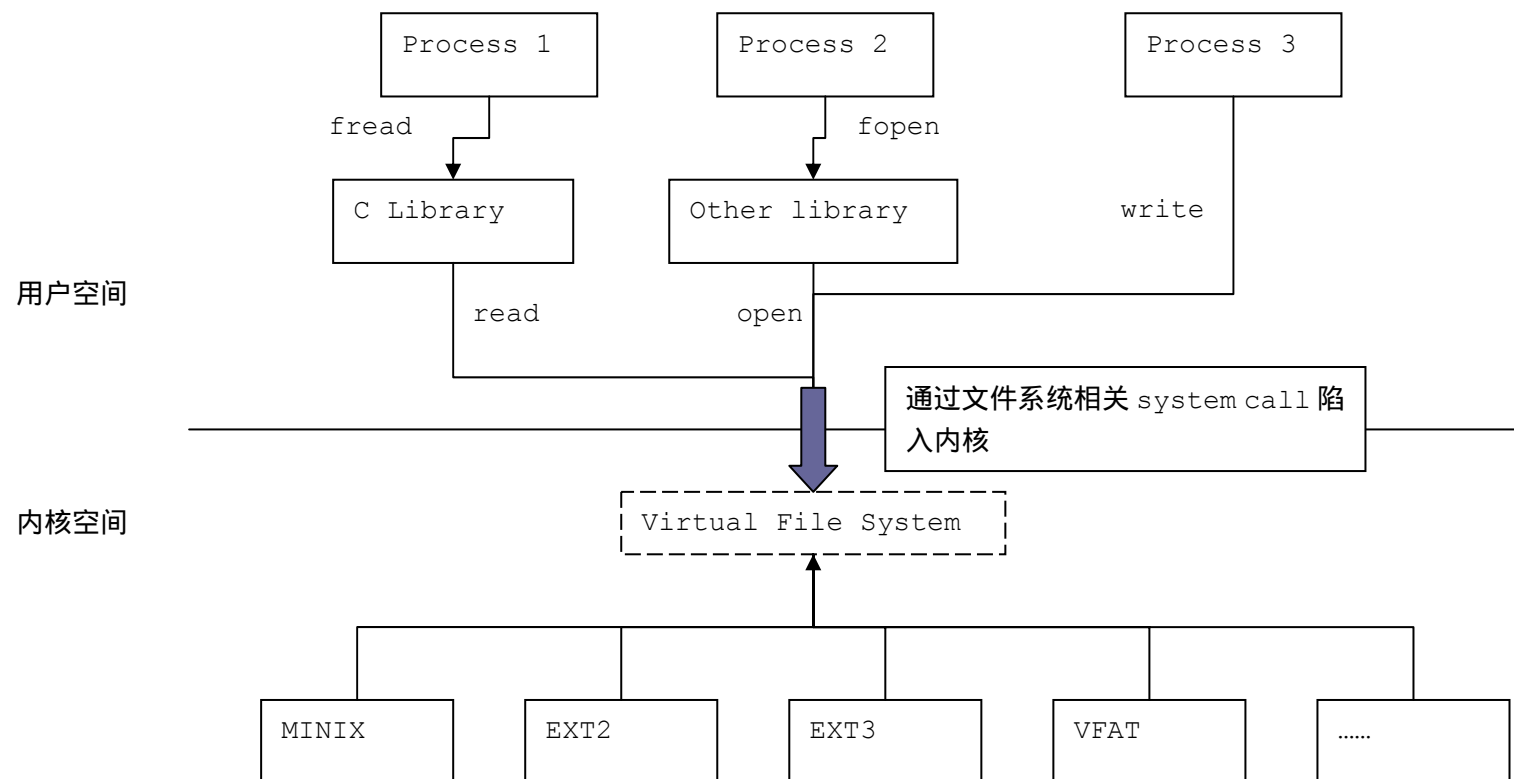 Process 1
Process 2
Process 3
fread
fopen
C Library
Other library
write
用户空间
read
open
通过文件系统相关 system call 陷
入内核
内核空间
Virtual File System
MINIX
EXT2
EXT3
VFAT
……